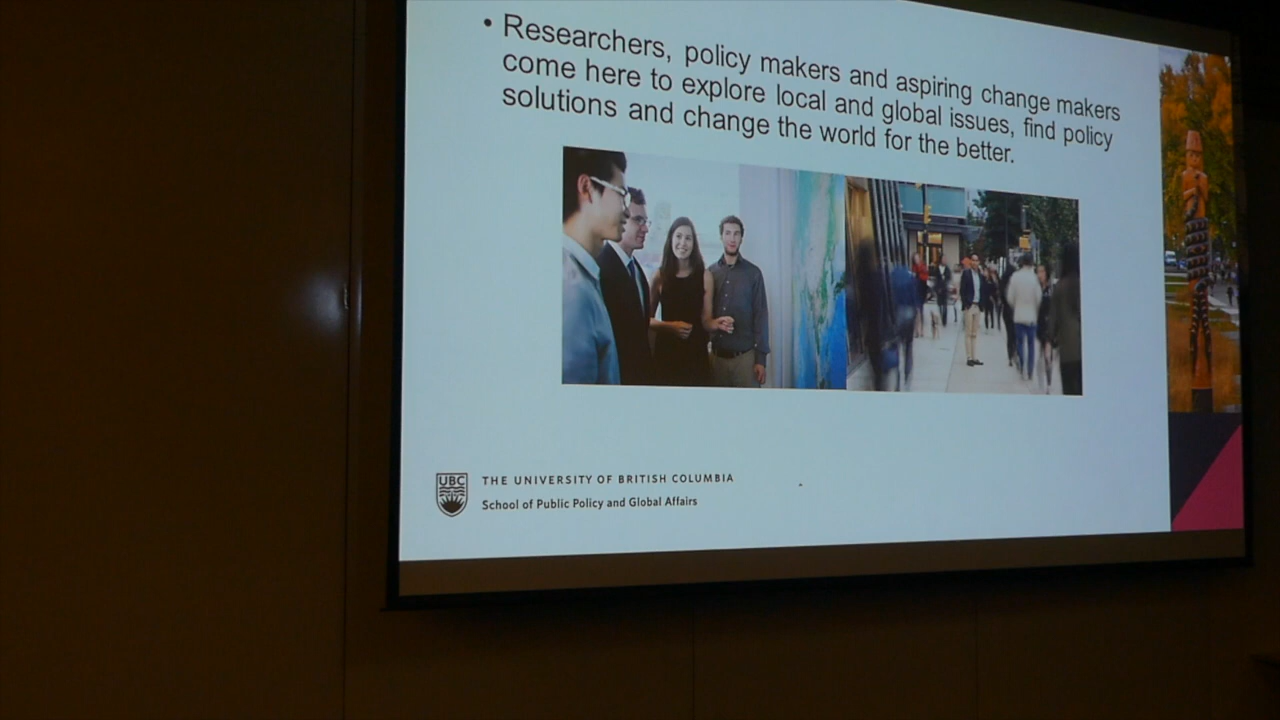 • Researchers, policy makers and aspiring change makers
come here to explore local and global issues, find policy
solutions and change the world for the better.
UBC
THE UNIVERSITY OF BRITISH COLUMBIA
School of Public Policy and Global Affairs